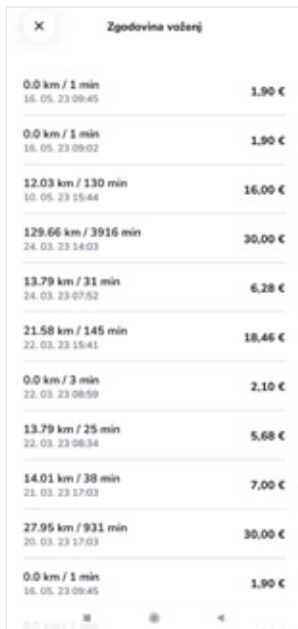 Zgodovina voženj
0.0 km / 1 min
16. 05. 23 09:45
1,90 €
0.0 km / 1 min
16. 05. 23 09:02
1,90 €
12.03 km / 130 min
10. 05. 23 15:44
16,00 €
129.66 km / 3916 min
24. 03. 23 14:03
30,00 €
13.79 km / 31 min
24. 03. 23 07:52
6,28 €
21.58 km / 145 min
22. 03. 23 15:41
18,46 €
0.0 km / 3 min
22. 03. 23 08:59
2,10 €
13.79 km / 25 min
22. 03. 23 08:34
5,68 €
14.01 km / 38 min
21. 03. 23 17:03
7,00 €
27.95 km / 931 min
20. 03. 23 17:03
30,00 €
0.0 km / 1 min
16. 05. 23 09:45
1,90 €